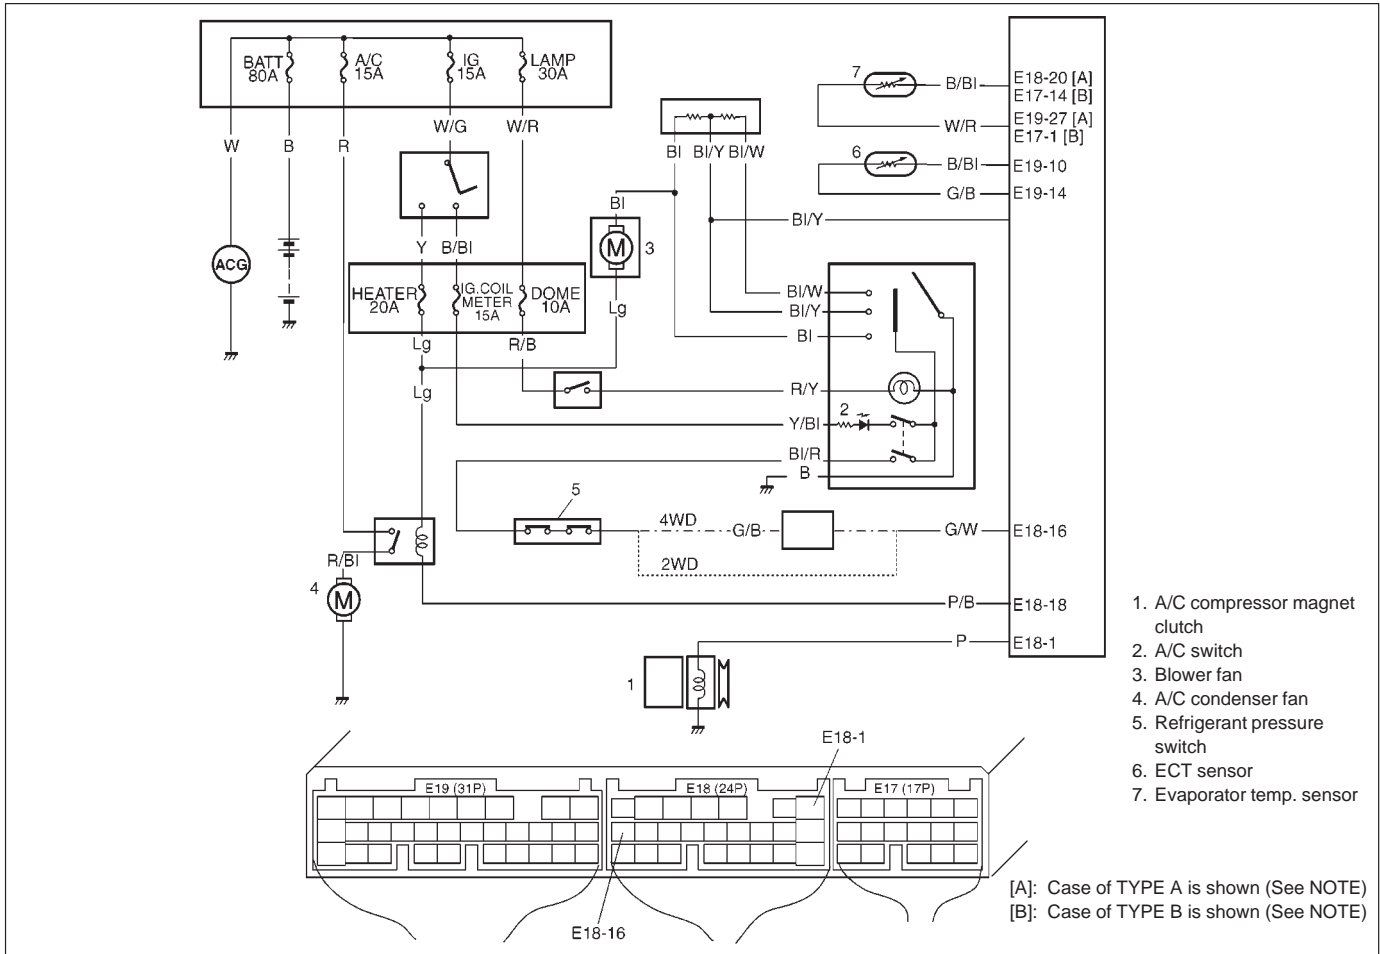 BATT
80A
A/C
15A
IG
15A
LAMP
30A
W
B
R
W/G
W/R
Y
B/Bl
ACG
HEATER
20A
IG.COIL
METER
15A
DOME
10A
Lg
R/B
Lg
Bl
M
3
Lg
Bl
Bl/Y
Bl/W
7
B/Bl
E18-20 [A]
E17-14 [B]
W/R
E19-27 [A]
E17-1 [B]
6
B/Bl
E19-10
G/B
E19-14
Bl/Y
Bl/W
Bl/Y
Bl
R/Y
Y/Bl
2
Bl/R
B
5
4WD
G/B
2WD
G/W
E18-16
R/Bl
4
M
P/B
E18-18
P
E18-1
1
1. A/C compressor magnet
clutch
2. A/C switch
3. Blower fan
4. A/C condenser fan
5. Refrigerant pressure
switch
6. ECT sensor
7. Evaporator temp. sensor
E18-1
E19 (31P)
E18 (24P)
E17 (17P)
E18-16
[A]: Case of TYPE A is shown (See NOTE)
[B]: Case of TYPE B is shown (See NOTE)